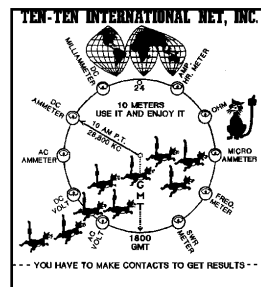 TEN-TEN INTERNATIONAL NET, INC.
DC
MILLIAMMETER
AMP
HR. METER
24
DC
AMMETER
10 METERS
USE IT AND ENJOY IT
OHM
10 AM P.T.
28,800 KC
AC
AMMETER
MICRO
AMMETER
G
M
T
DC
VOLT
FREQ.
METER
AC
VOLT
1800
GMT
SWR
METER
--- YOU HAVE TO MAKE CONTACTS TO GET RESULTS ---